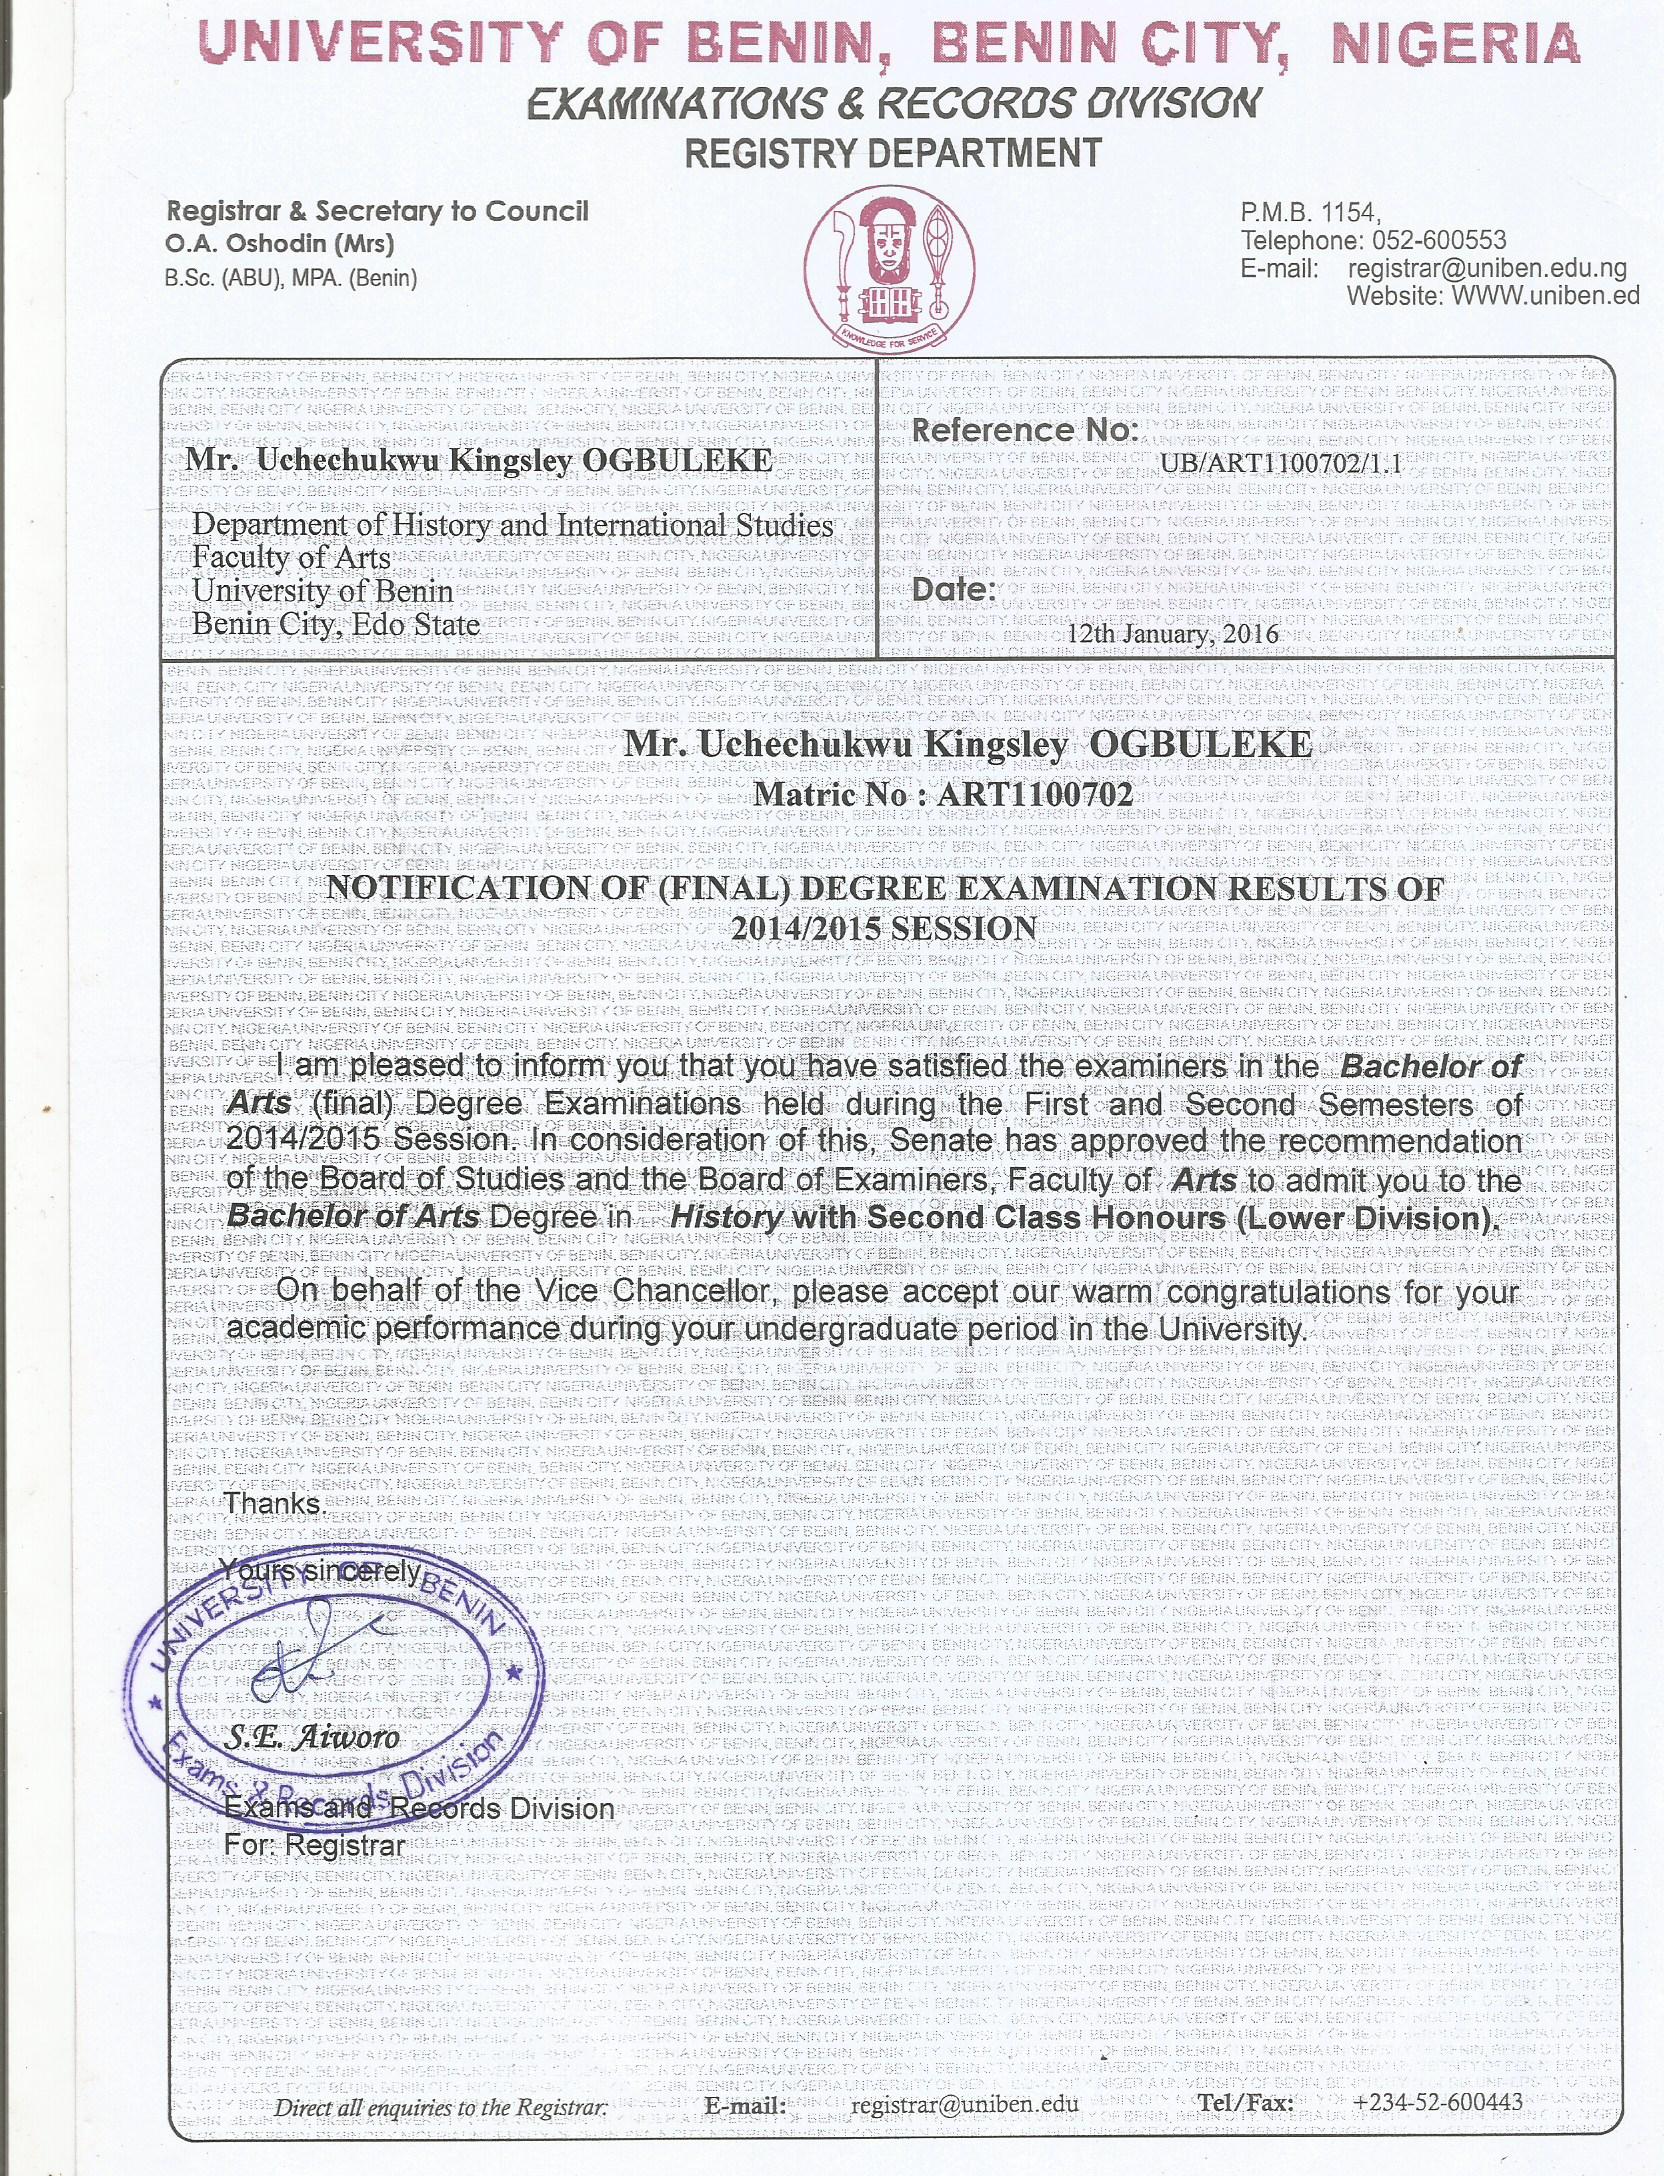 UNIVERSITY OF BENIN, BENIN CITY, NIGERIA
EXAMINATIONS & RECORDS DIVISION
REGISTRY DEPARTMENT
Registrar & Secretary to Council
O.A. Oshodin (Mrs)
B.Sc. (ABU), MPA. (Benin)
KNOWLEDGE FOR SERVICE
P.M.B. 1154,
Telephone: 052-600553
E-mail: registrar@uniben.edu.ng
Website: WWW.uniben.ed
Mr. Uchechukwu Kingsley OGBULEKE
Department of History and International Studies
Faculty of Arts
University of Benin
Benin City, Edo State
Reference No:
UB/ART1100702/1.1
Date:
12th January, 2016
Mr. Uchechukwu Kingsley OGBULEKE
Matric No : ART1100702
NOTIFICATION OF (FINAL) DEGREE EXAMINATION RESULTS OF
2014/2015 SESSION
I am pleased to inform you that you have satisfied the examiners in the Bachelor of
Arts (final) Degree Examinations held during the First and Second Semesters of
2014/2015 Session. In consideration of this, Senate has approved the recommendation
of the Board of Studies and the Board of Examiners, Faculty of Arts to admit you to the
Bachelor of Arts Degree in History with Second Class Honours (Lower Division).
On behalf of the Vice Chancellor, please accept our warm congratulations for your
academic performance during your undergraduate period in the University.
Thanks.
Yours sincerely
UNIVERSITY OF BENIN
S.E. Aiworo
Exams & Records Division
Exams and Records Division
For: Registrar
Direct all enquiries to the Registrar: E-mail: registrar@uniben.edu Tel/Fax: +234-52-600443